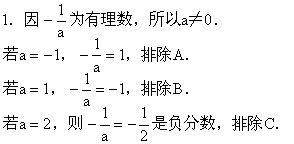 1. 因-1/a为有理数，所以a≠0.
若a=-1，-1/a=1，排除A.
若a=1，-1/a=-1，排除B.
若a=2，则-1/a=-1/2是负分数，排除C.